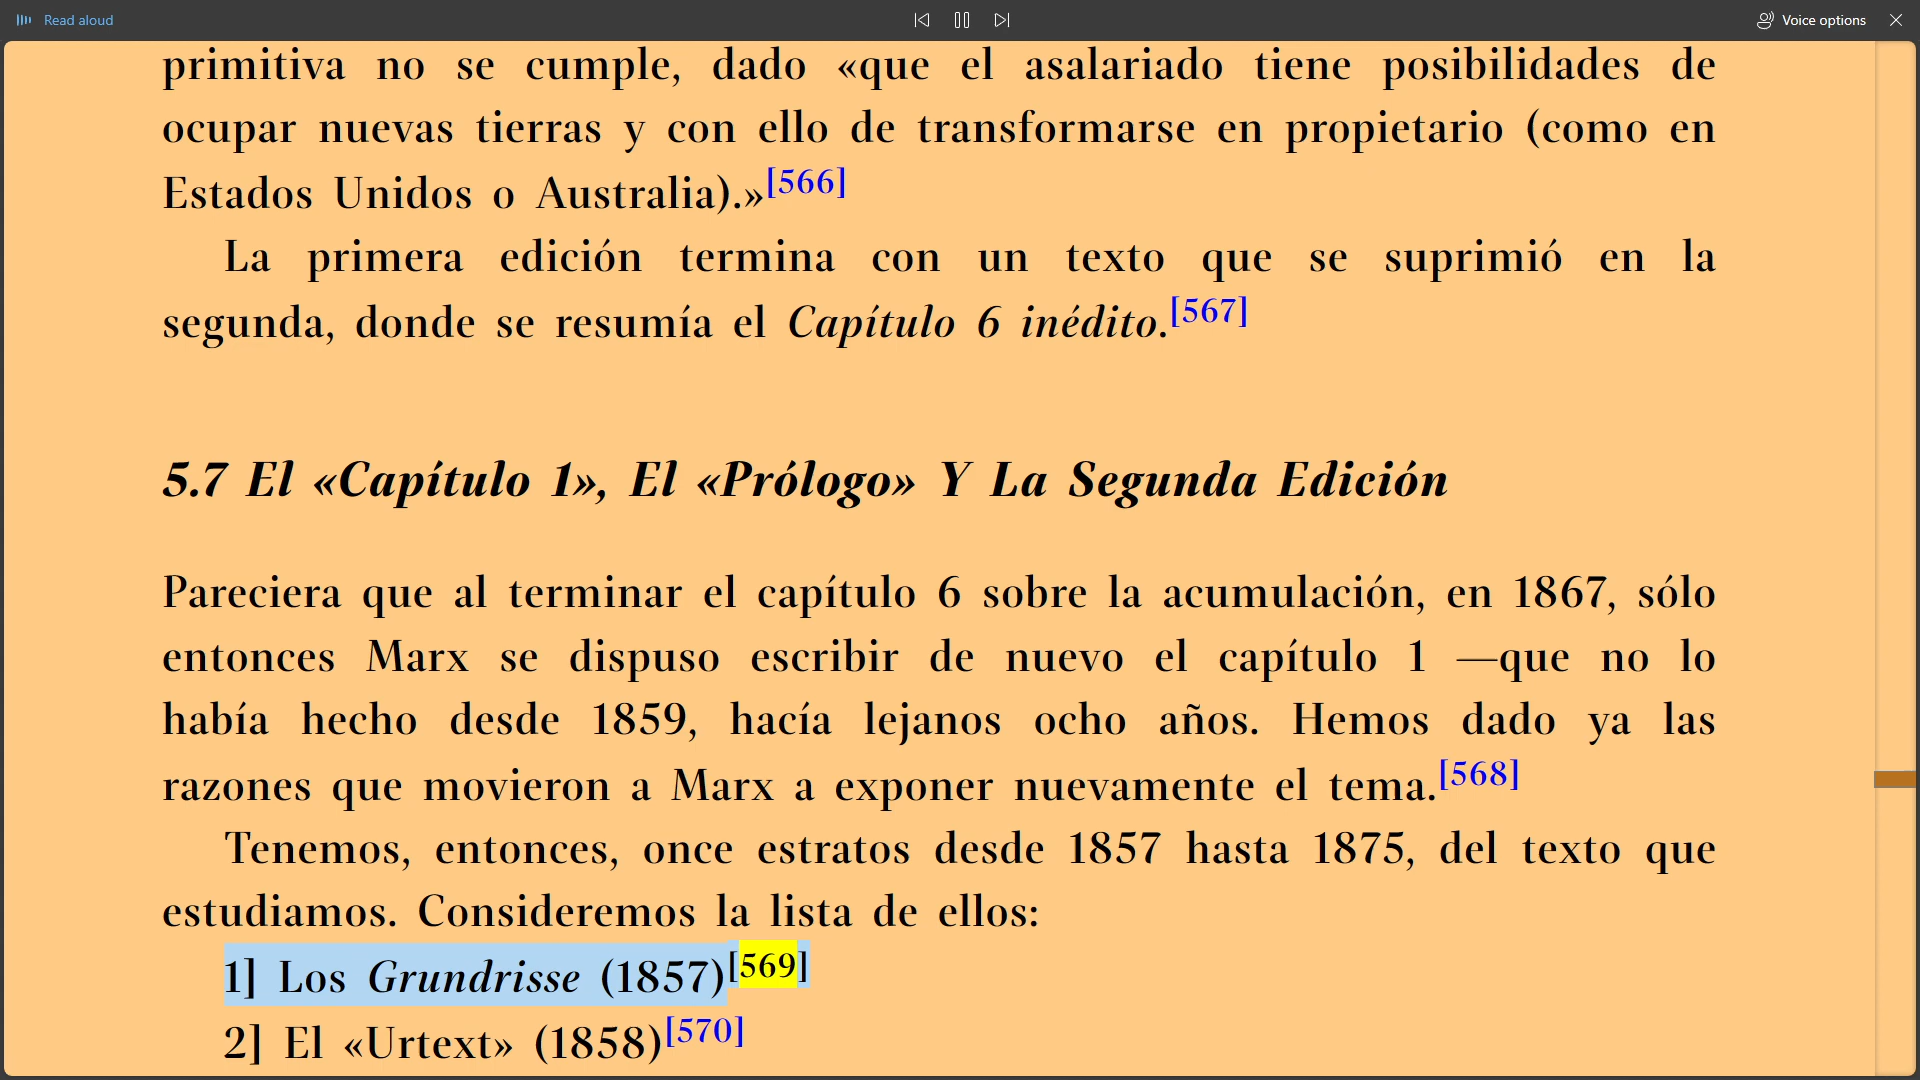 Read aloud
Voice options
primitiva no se cumple, dado «que el asalariado tiene posibilidades de
ocupar nuevas tierras y con ello de transformarse en propietario (como en
Estados Unidos o Australia).»[566]
La primera edición termina con un texto que se suprimió en la
segunda, donde se resumía el Capítulo 6 inédito.[567]
5.7 El «Capítulo 1», El «Prólogo» Y La Segunda Edición
Pareciera que al terminar el capítulo 6 sobre la acumulación, en 1867, sólo
entonces Marx se dispuso escribir de nuevo el capítulo 1 —que no lo
había hecho desde 1859, hacía lejanos ocho años. Hemos dado ya las
razones que movieron a Marx a exponer nuevamente el tema.[568]
Tenemos, entonces, once estratos desde 1857 hasta 1875, del texto que
estudiamos. Consideremos la lista de ellos:
1] Los Grundrisse (1857)[569]
2] El «Urtext» (1858)[570]